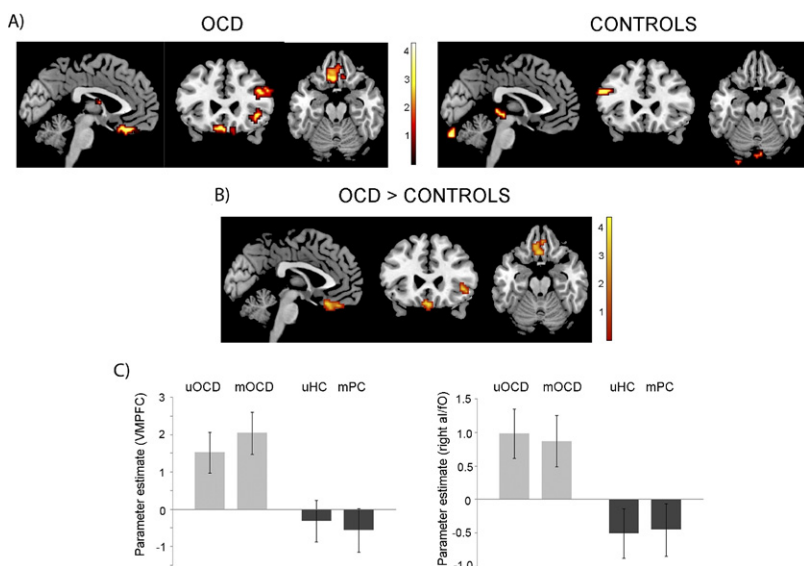 A)
OCD
CONTROLS
4
3
2
1
4
3
2
1
B)
OCD > CONTROLS
4
3
2
1
C)
Parameter estimate (VMPFC)
3
2
1
0
-1
uOCD mOCD uHC mPC
Parameter estimate (right aI/fO)
1.5
1.0
0.5
0
-0.5
-1.0
uOCD mOCD uHC mPC